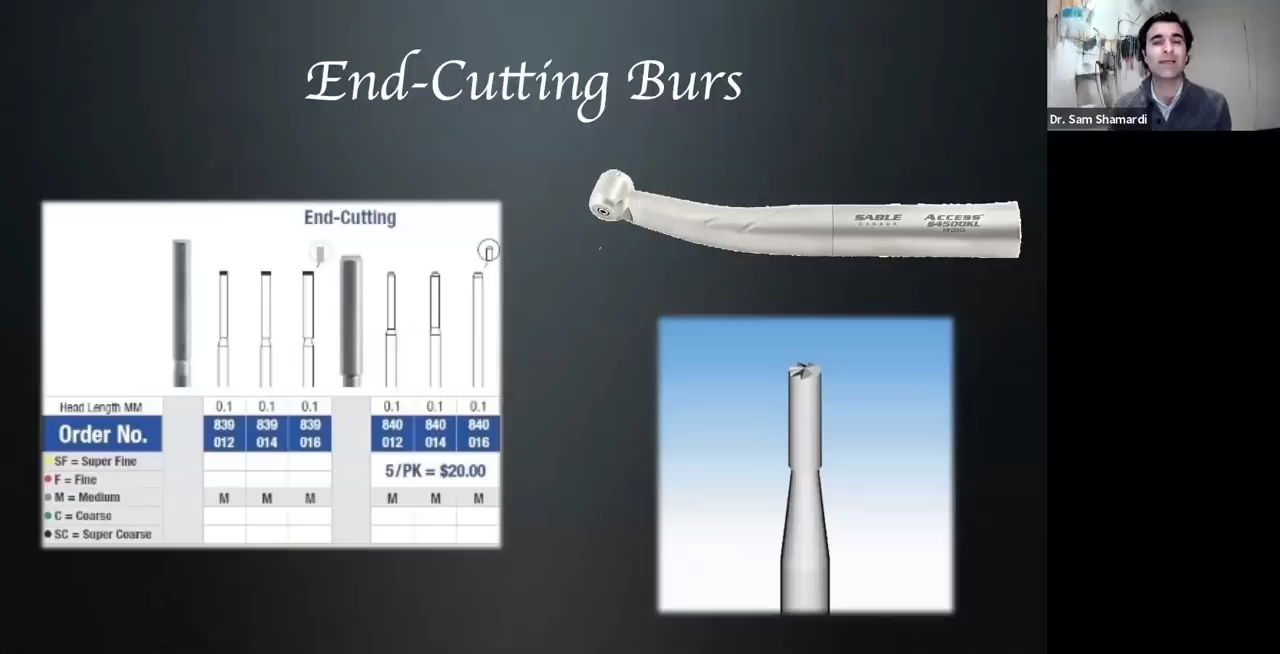 End-Cutting Burs
Dr. Sam Shamardi
End-Cutting
SABLE
CANADA
ACCESS
S4500KL
Head Length MM 0.1 0.1 0.1 0.1 0.1 0.1
Order No. 839 012 839 014 839 016 840 012 840 014 840 016
SF = Super Fine
5/PK = $20.00
F = Fine
M = Medium M M M M M M
C = Coarse
SC = Super Coarse